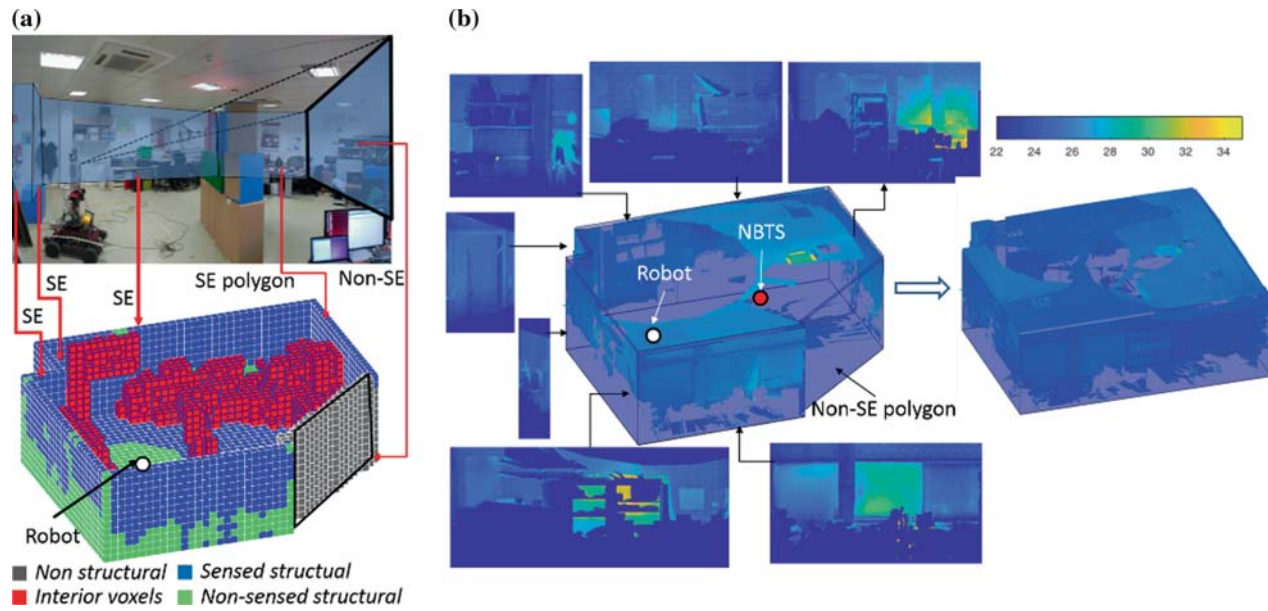 (a)
SE
SE
SE
SE polygon
Non-SE
Robot
Non structural
Sensed structual
Interior voxels
Non-sensed structural
(b)
22 24 26 28 30 32 34
NBTS
Robot
Non-SE polygon